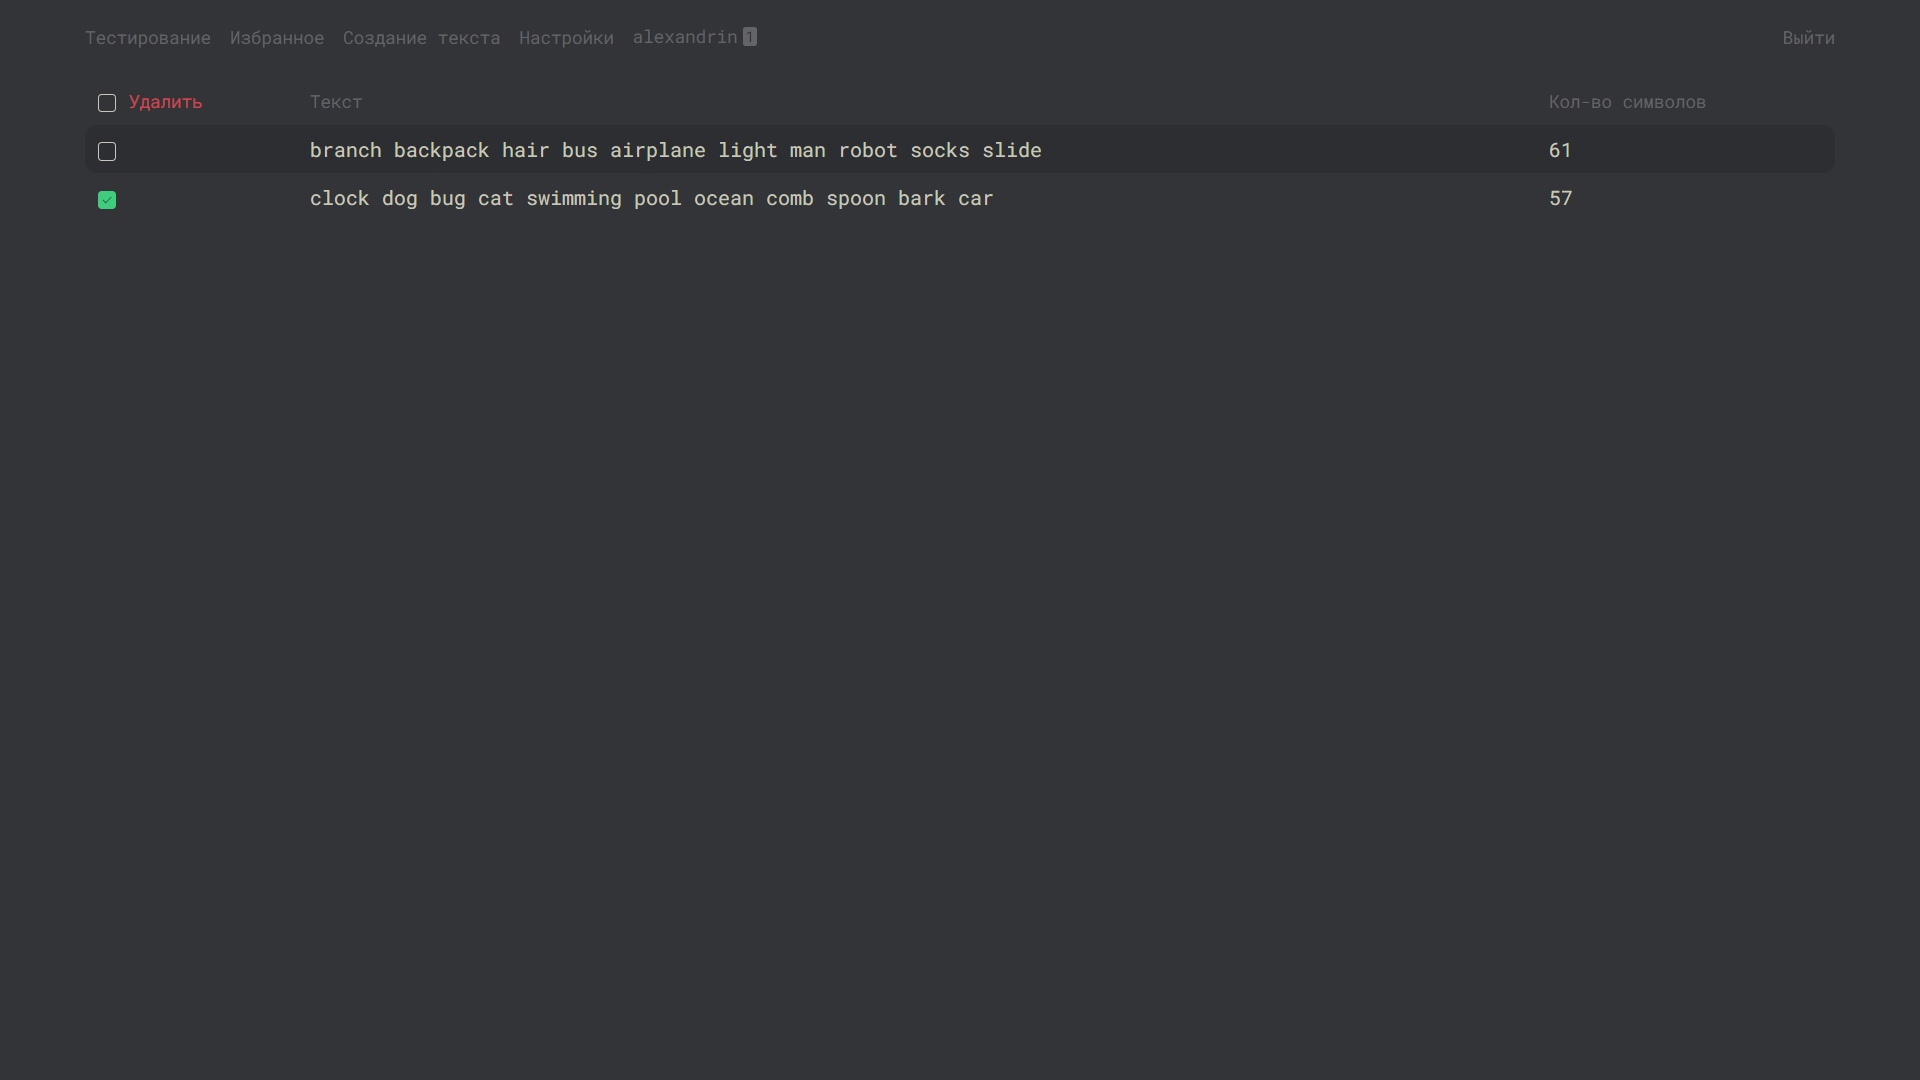 Тестирование Избранное Создание текста Настройки alexandrin 1 Выйти
Удалить Текст Кол-во символов
branch backpack hair bus airplane light man robot socks slide 61
clock dog bug cat swimming pool ocean comb spoon bark car 57